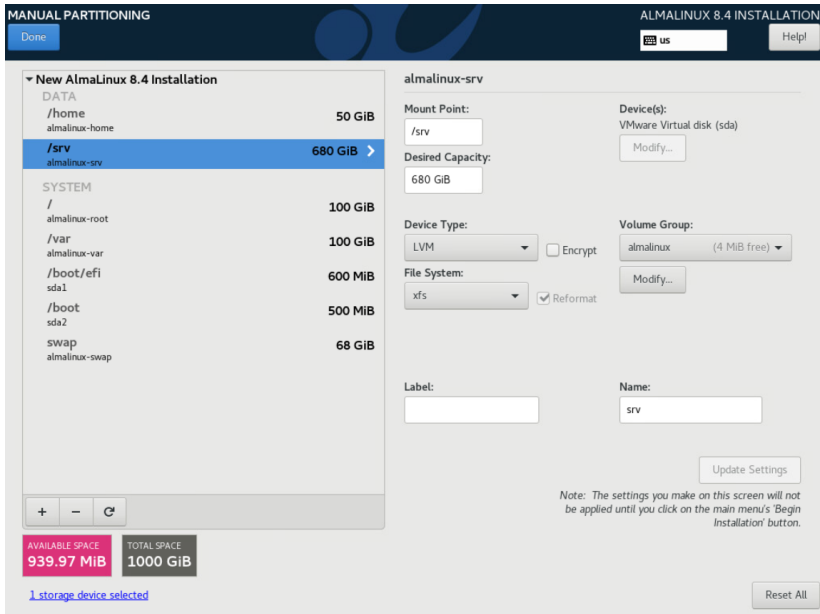 MANUAL PARTITIONING
ALMALINUX 8.4 INSTALLATION
Done
us
Help!
New AlmaLinux 8.4 Installation
DATA
/home
50 GiB
almalinux-home
/srv
680 GiB
almalinux-srv
SYSTEM
/
100 GiB
almalinux-root
/var
100 GiB
almalinux-var
/boot/efi
600 MiB
sda1
/boot
500 MiB
sda2
swap
68 GiB
almalinux-swap
+ −
AVAILABLE SPACE
939.97 MiB
TOTAL SPACE
1000 GiB
1 storage device selected
almalinux-srv
Mount Point:
/srv
Desired Capacity:
680 GiB
Device(s):
VMware Virtual disk (sda)
Modify...
Device Type:
LVM
Encrypt
Volume Group:
almalinux (4 MiB free)
File System:
xfs
Reformat
Modify...
Label:
Name:
srv
Update Settings
Note: The settings you make on this screen will not
be applied until you click on the main menu's 'Begin
Installation' button.
Reset All